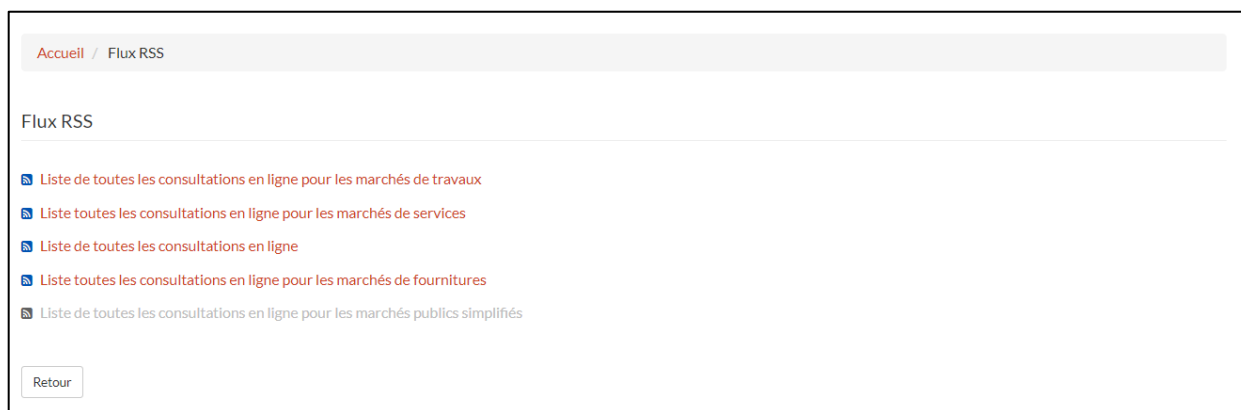 Accueil / Flux RSS
Flux RSS
Liste de toutes les consultations en ligne pour les marchés de travaux
Liste toutes les consultations en ligne pour les marchés de services
Liste de toutes les consultations en ligne
Liste toutes les consultations en ligne pour les marchés de fournitures
Liste de toutes les consultations en ligne pour les marchés publics simplifiés
Retour